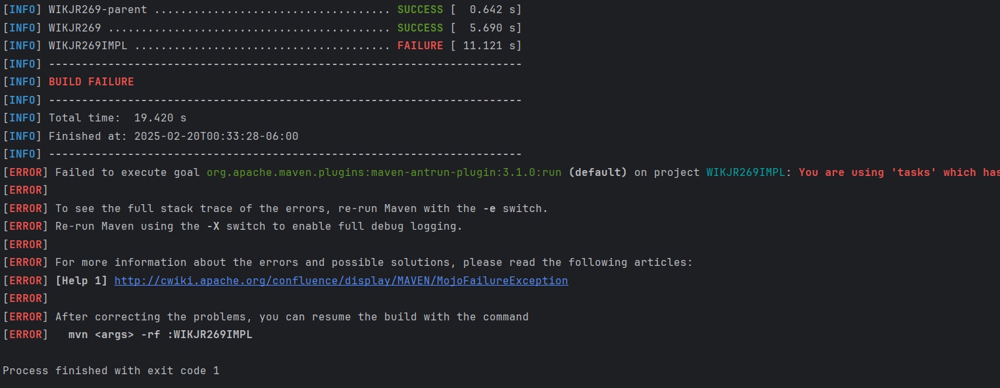 [INFO] WIKJR269-parent .................................... SUCCESS [  0.642 s]
[INFO] WIKJR269 ........................................... SUCCESS [  5.690 s]
[INFO] WIKJR269IMPL ....................................... FAILURE [ 11.121 s]
[INFO] ------------------------------------------------------------------------
[INFO] BUILD FAILURE
[INFO] ------------------------------------------------------------------------
[INFO] Total time:  19.420 s
[INFO] Finished at: 2025-02-20T00:33:28-06:00
[INFO] ------------------------------------------------------------------------
[ERROR] Failed to execute goal org.apache.maven.plugins:maven-antrun-plugin:3.1.0:run (default) on project WIKJR269IMPL: You are using 'tasks' which has
[ERROR]
[ERROR] To see the full stack trace of the errors, re-run Maven with the -e switch.
[ERROR] Re-run Maven using the -X switch to enable full debug logging.
[ERROR]
[ERROR] For more information about the errors and possible solutions, please read the following articles:
[ERROR] [Help 1] http://cwiki.apache.org/confluence/display/MAVEN/MojoFailureException
[ERROR]
[ERROR] After correcting the problems, you can resume the build with the command
[ERROR]   mvn <args> -rf :WIKJR269IMPL
Process finished with exit code 1